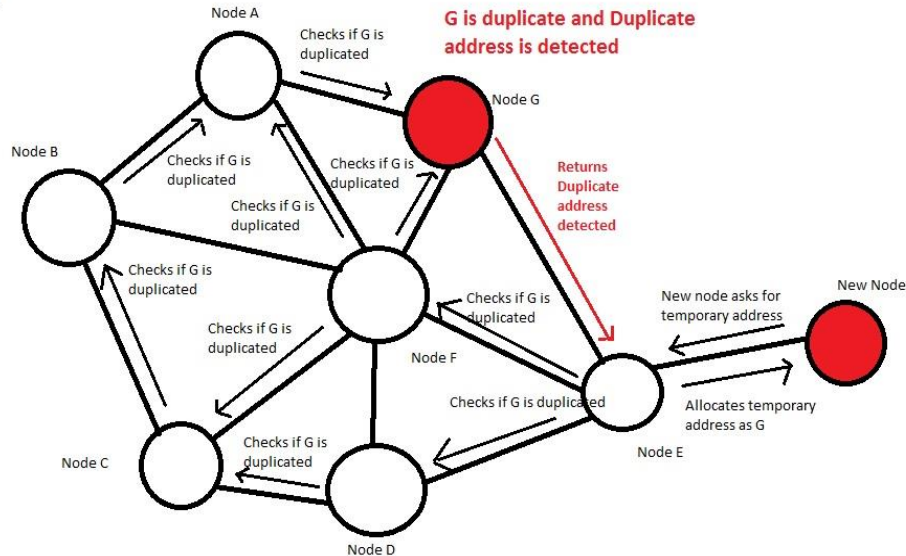 Node A
G is duplicate and Duplicate
address is detected
Checks if G is
duplicated
Node G
Node B
Checks if G is
duplicated
Checks if G is
duplicated
Returns
Duplicate
address
detected
Checks if G is
duplicated
Checks if G is
duplicated
New Node
New node asks for
temporary address
Checks if G is
duplicated
Checks if G is
duplicated
Node F
Checks if G is duplicated
Allocates temporary
address as G
Checks if G is
duplicated
Node E
Node C
Node D